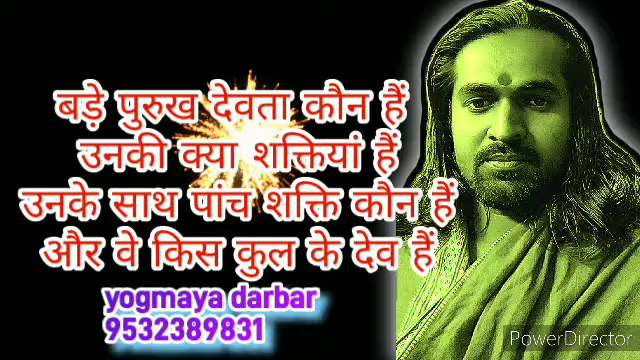 बड़े पुरुख देवता कौन हैं
उनकी क्या शक्तियां हैं
उनके साथ पांच शक्ति कौन हैं
और वे किस कुल के देव हैं
yogmaya darbar
9532389831
PowerDirector